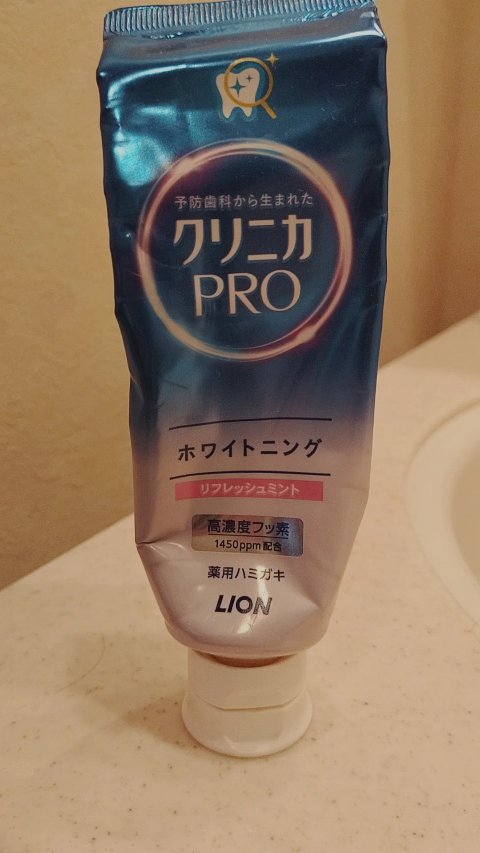 予防歯科から生まれた
クリニカ
PRO
ホワイトニング
リフレッシュミント
高濃度フッ素
1450ppm配合
薬用ハミガキ
LION